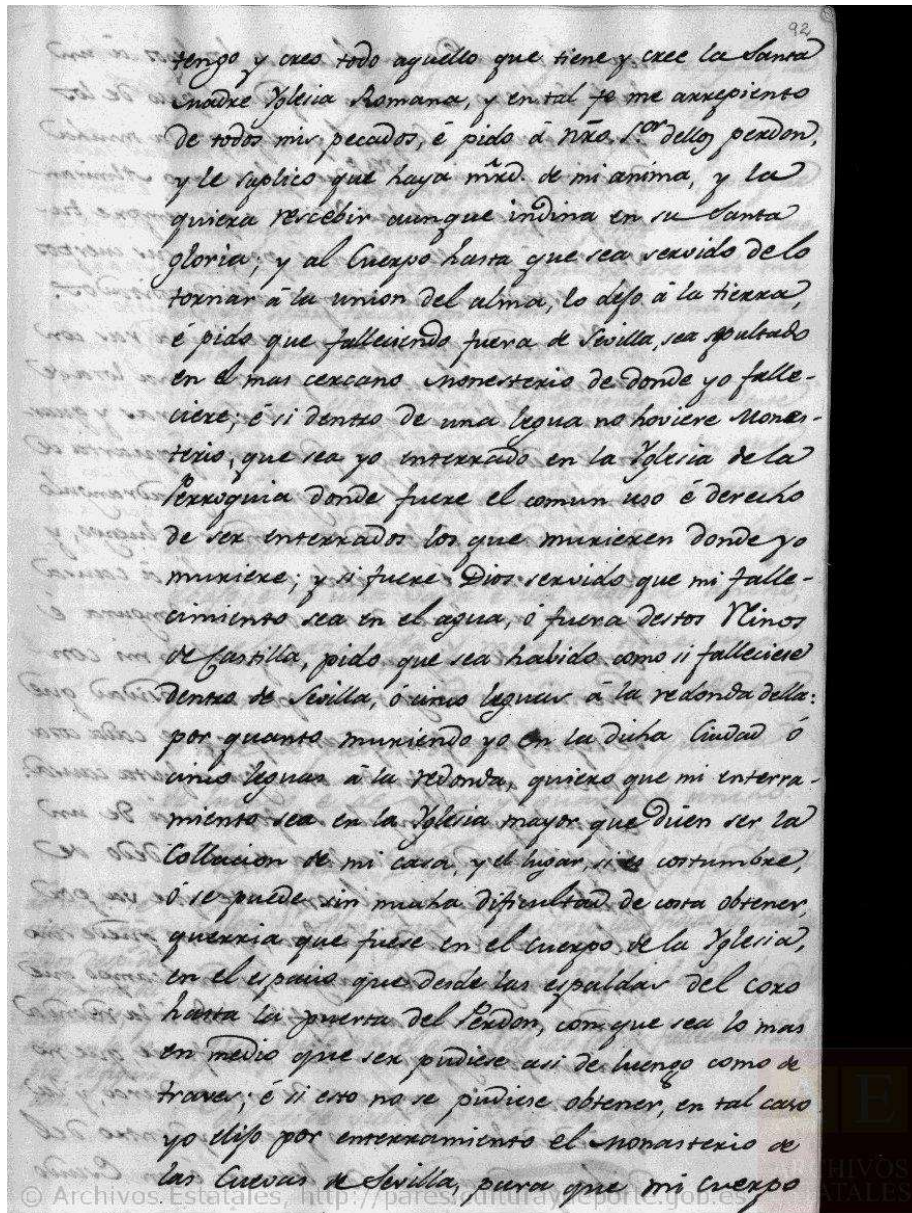 92
tengo y creo todo aquello que tiene y cree la Santa
Madre Yglesia Romana, y en tal fe me arrepiento
de todos mis pecados, é pido á nrõ. S.or dellos perdon,
y le suplico que haya mrd. de mi anima, y la
quiera rescebir aunque indina en su Santa
gloria; y al Cuerpo hasta que sea servido de lo
tornar á la union del alma, lo dejo á la tierra,
é pido que falleciendo fuera de Sevilla, sea spultado
en el mas cercano Monesterio de donde yo falle-
ciere; é si dentro de una legua no hoviere Mones-
terio, que sea yo enterrado en la Yglesia de la
Perroquia donde fuere el comun uso é derecho
de ser enterrados los que murieren donde yo
muriere; y si fuere Dios servido que mi falle-
cimiento sea en el agua, ó fuera destos Reinos
de Castilla, pido que sea habido como si falleciese
dentro de Sevilla, ó cinco leguas á la redonda della:
por quanto muriendo yo en la dicha Ciudad ó
cinco leguas á la redonda, quiero que mi enterra-
miento sea en la Yglesia mayor que dicen ser la
Collacion de mi casa, y el lugar, si es costumbre,
ó se puede sin mucha dificultad de costa obtener,
querria que fuese en el cuerpo de la Yglesia,
en el espacio que desde las espaldas del coro
hasta la puerta del Perdon, con que sea lo mas
en medio que ser pudiese asi de luengo como de
traves; é si esto no se pudiese obtener, en tal caso
yo elijo por enterramiento el Monasterio de
las Cuevas de Sevilla, para que mi cuerpo
© Archivos Estatales, http://pares.culturaydeporte.gob.es
E
ARCHIVOS
ESTATALES